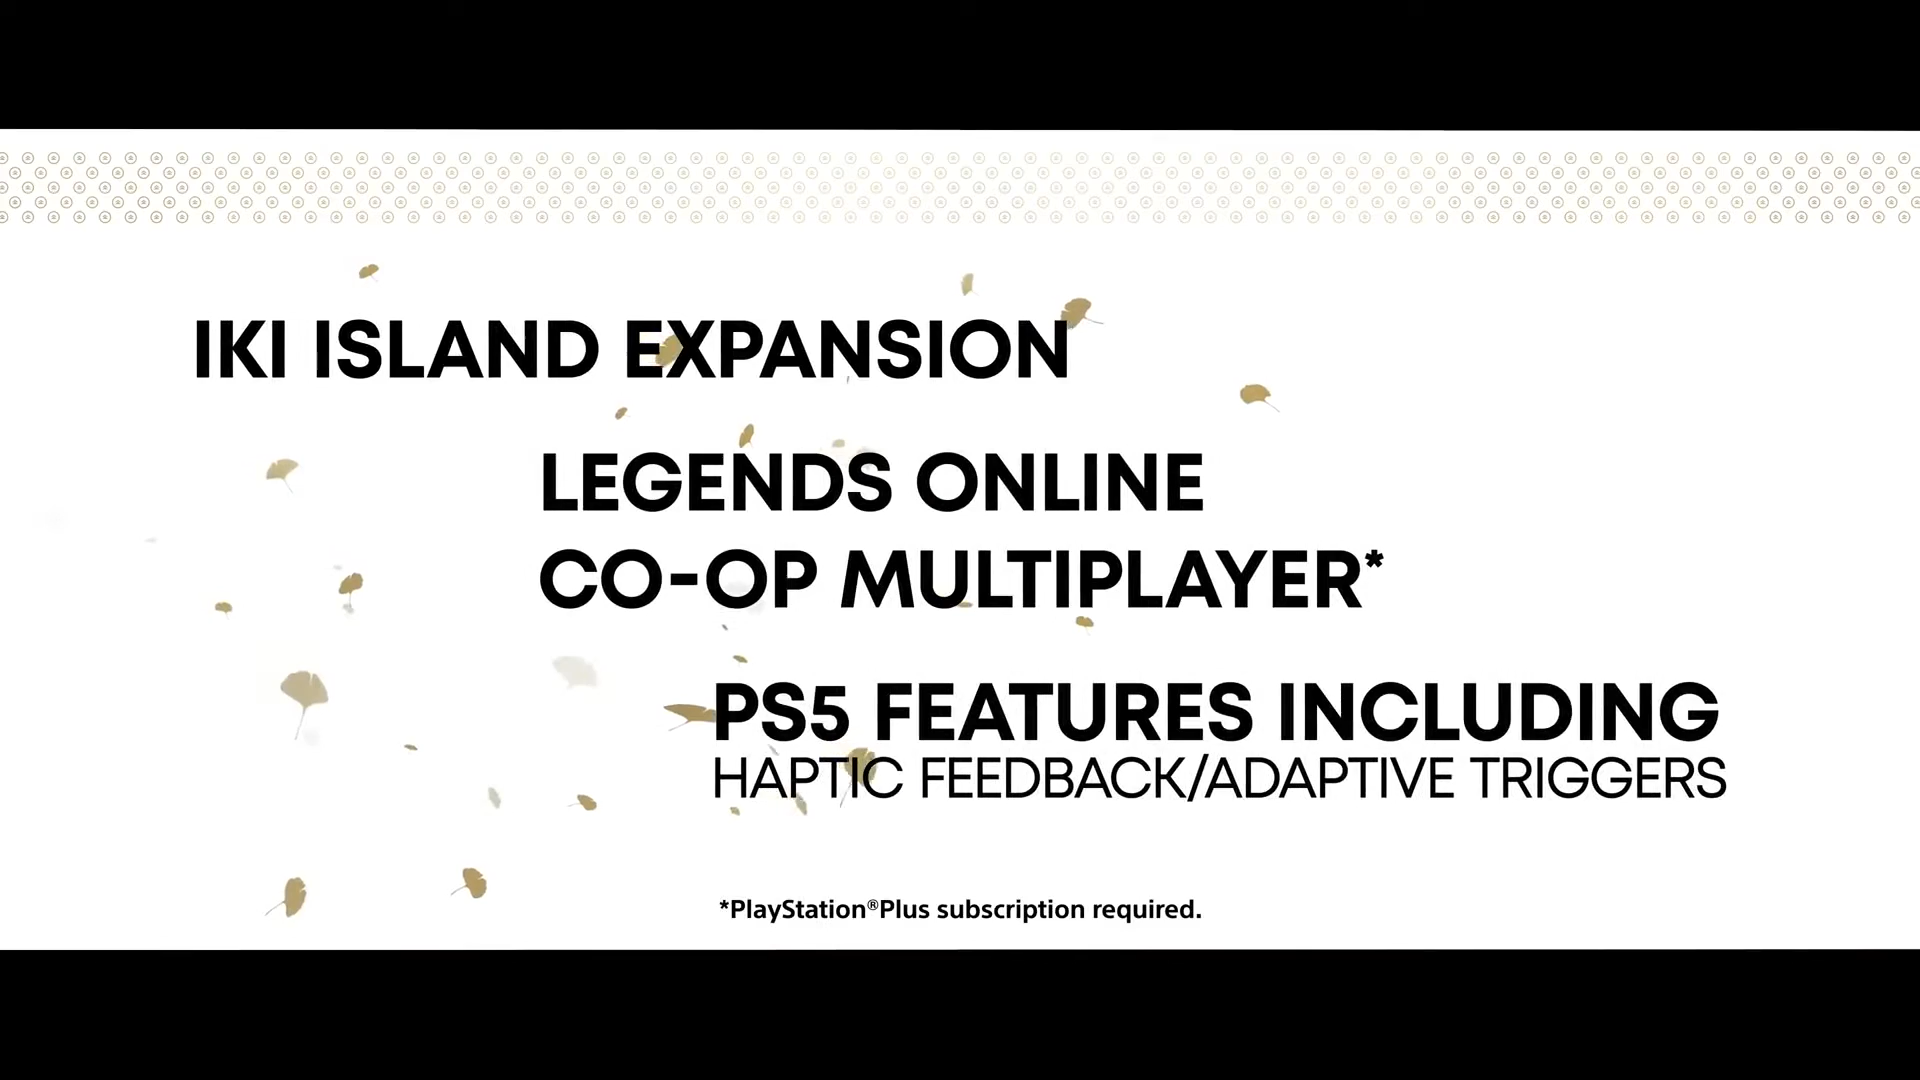 IKI ISLAND EXPANSION
LEGENDS ONLINE
CO-OP MULTIPLAYER*
PS5 FEATURES INCLUDING
HAPTIC FEEDBACK/ADAPTIVE TRIGGERS
*PlayStation®Plus subscription required.